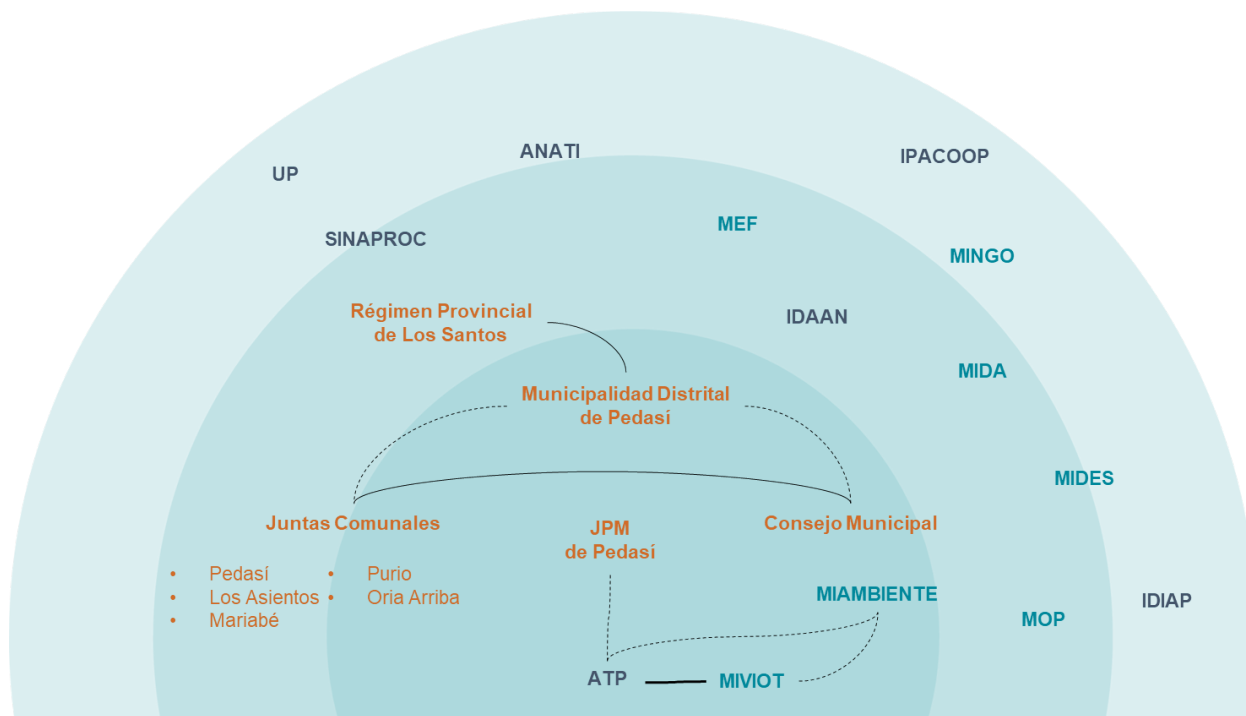 ANATI
IPACOOP
UP
MEF
SINAPROC
MINGO
Régimen Provincial
de Los Santos
IDAAN
MIDA
Municipalidad Distrital
de Pedasí
MIDES
Juntas Comunales
JPM
de Pedasí
Consejo Municipal
• Pedasí
• Los Asientos
• Mariabé
• Purio
• Oria Arriba
MIAMBIENTE
IDIAP
MOP
ATP
MIVIOT